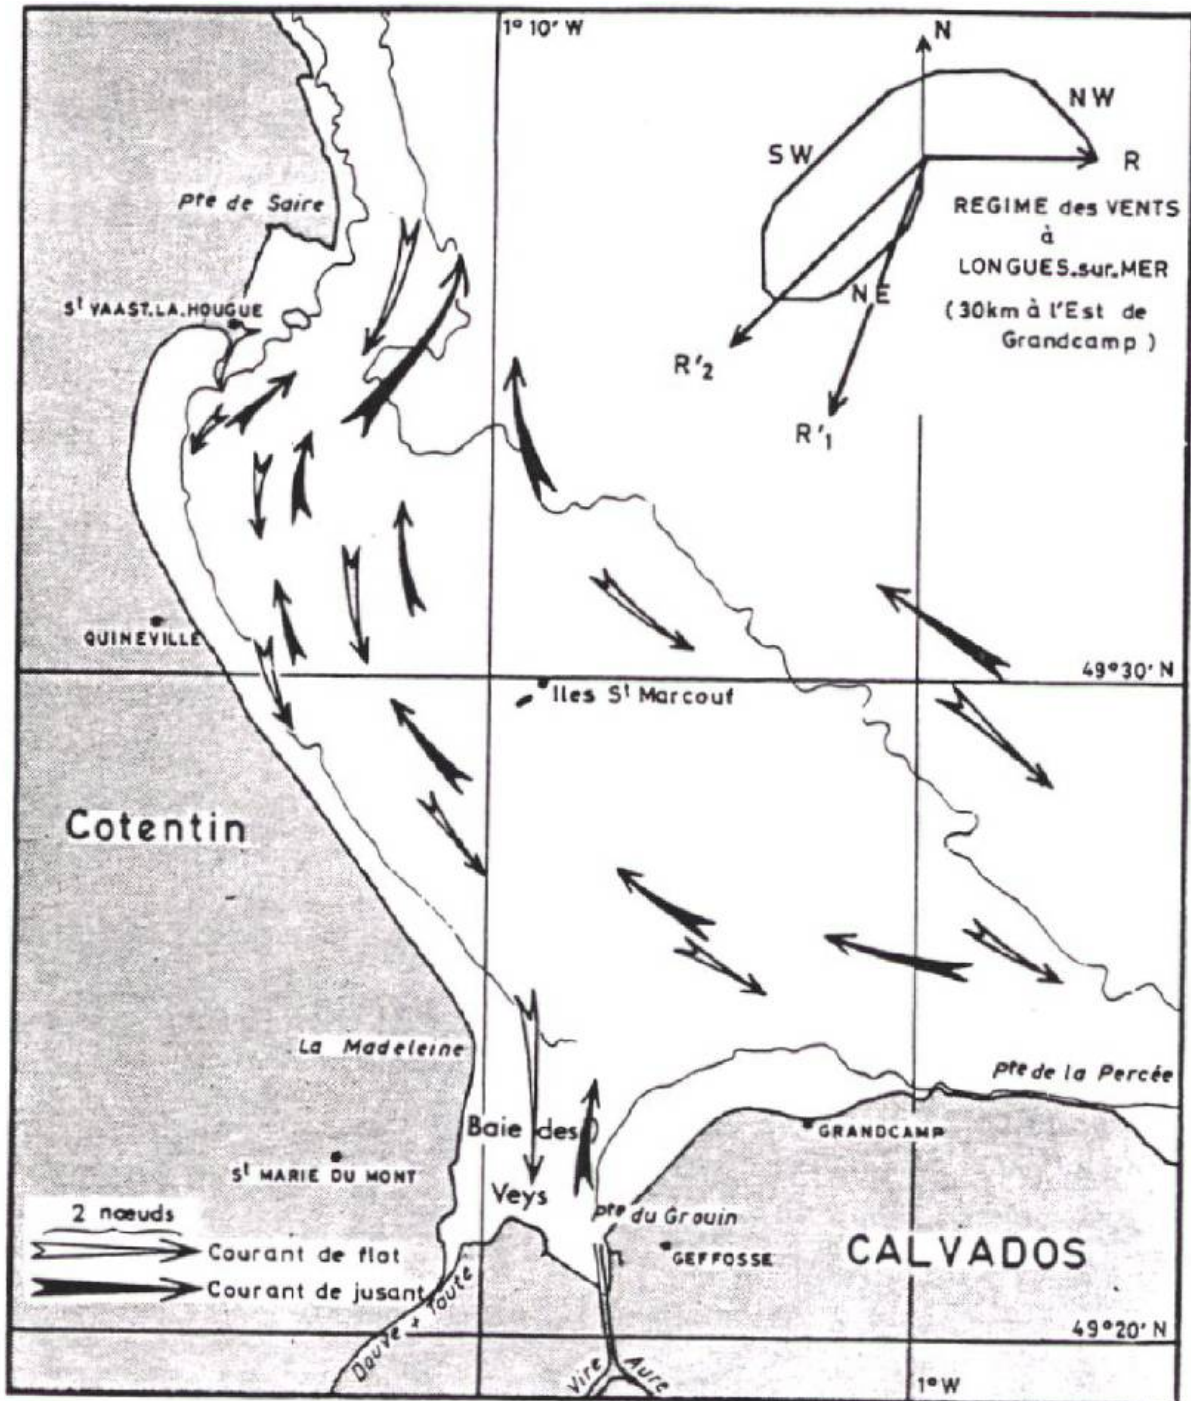 1° 10' W
N
NW
SW
R
pte de Saire
REGIME des VENTS
à
LONGUES.sur.MER
(30km à l'Est de
Grandcamp)
St VAAST.LA.HOUGUE
NE
R'2
R'1
QUINEVILLE
49°30' N
Iles St Marcouf
Cotentin
La Madeleine
pte de la Percée
Baie des
GRANDCAMP
St MARIE DU MONT
Veys
pte du Grouin
2 nœuds
GEFFOSSE
CALVADOS
Courant de flot
Courant de jusant
Douve + Taute
49°20' N
Vire
Aure
1° W